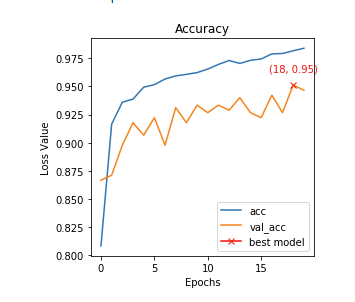 Accuracy
(18, 0.95)
0.975
0.950
0.925
0.900
0.875
0.850
0.825
0.800
Loss Value
acc
val_acc
best model
0
5
10
15
Epochs